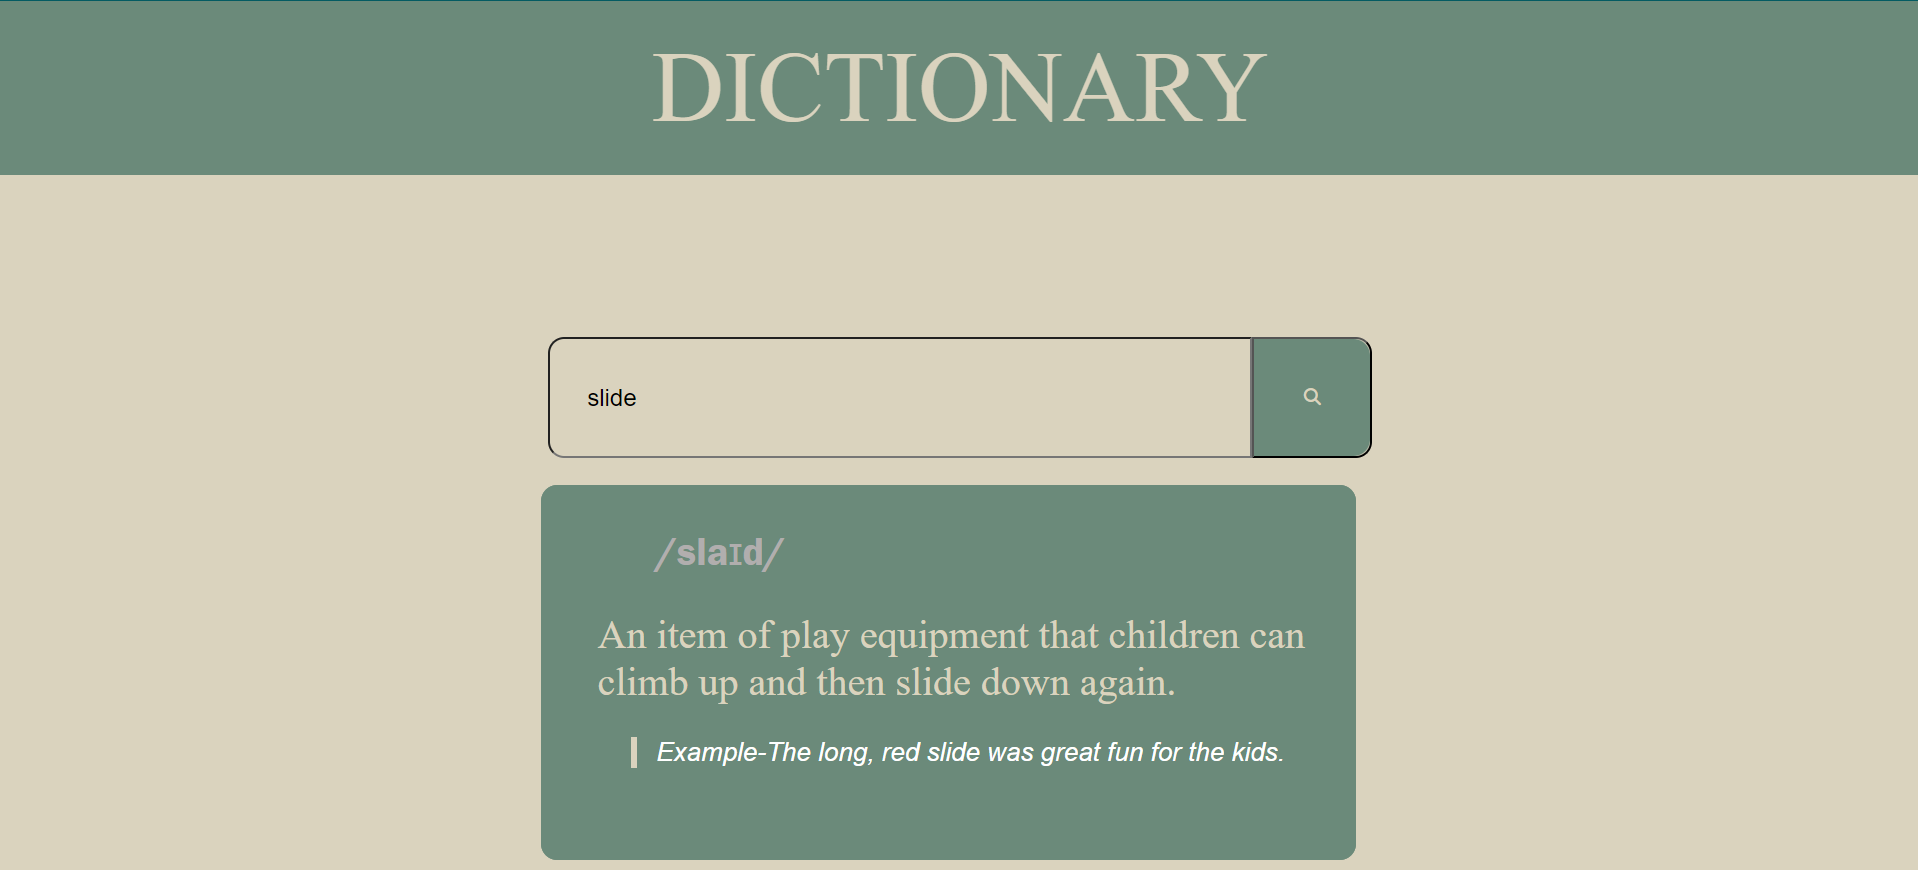 DICTIONARY
slide
/slaɪd/
An item of play equipment that children can
climb up and then slide down again.
Example-The long, red slide was great fun for the kids.